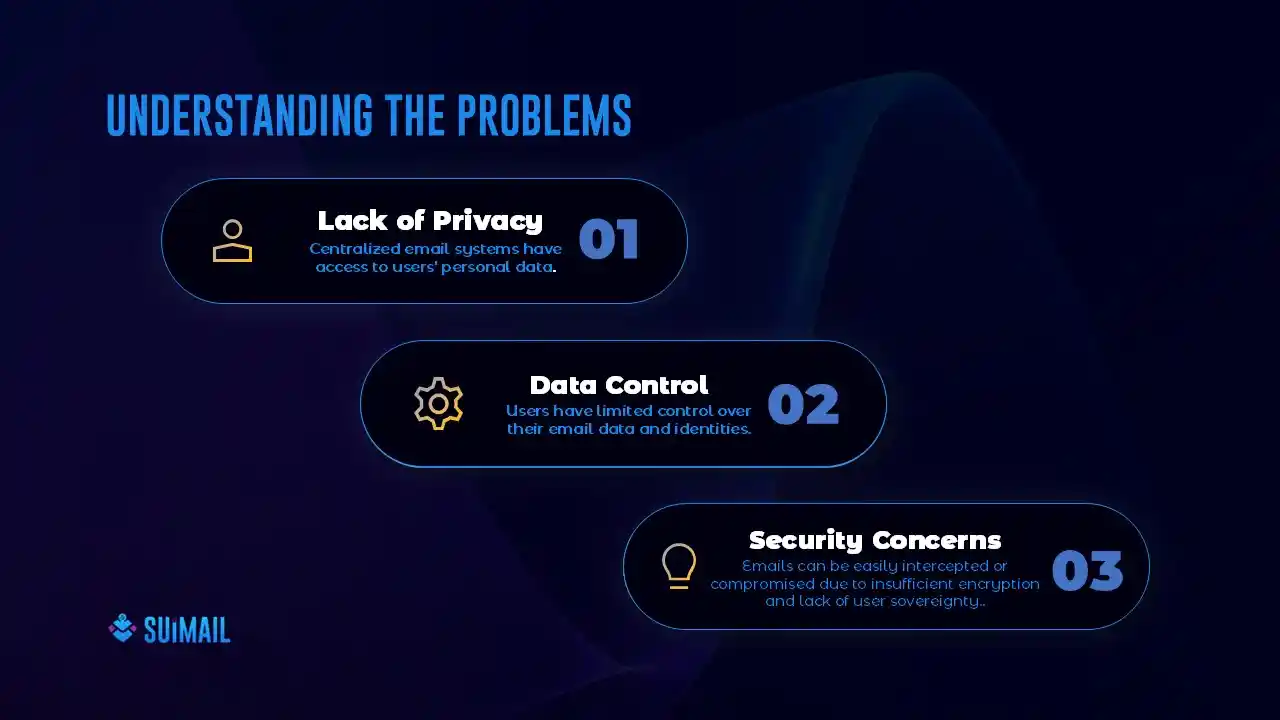 UNDERSTANDING THE PROBLEMS
Lack of Privacy
Centralized email systems have
access to users' personal data.
01
Data Control
Users have limited control over
their email data and identities.
02
Security Concerns
Emails can be easily intercepted or
compromised due to insufficient encryption
and lack of user sovereignty..
03
SUiMAIL